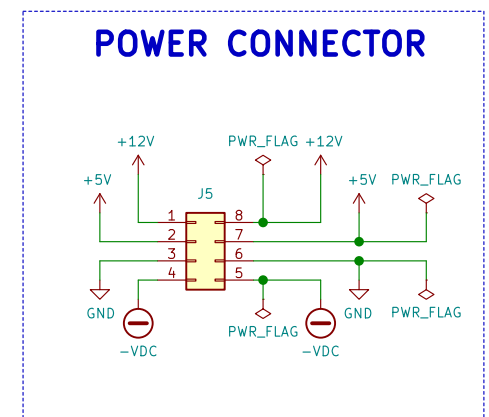 POWER CONNECTOR
+12V
PWR_FLAG
+12V
+5V
J5
+5V
PWR_FLAG
1
8
2
7
3
6
4
5
GND
PWR_FLAG
GND
PWR_FLAG
-VDC
-VDC